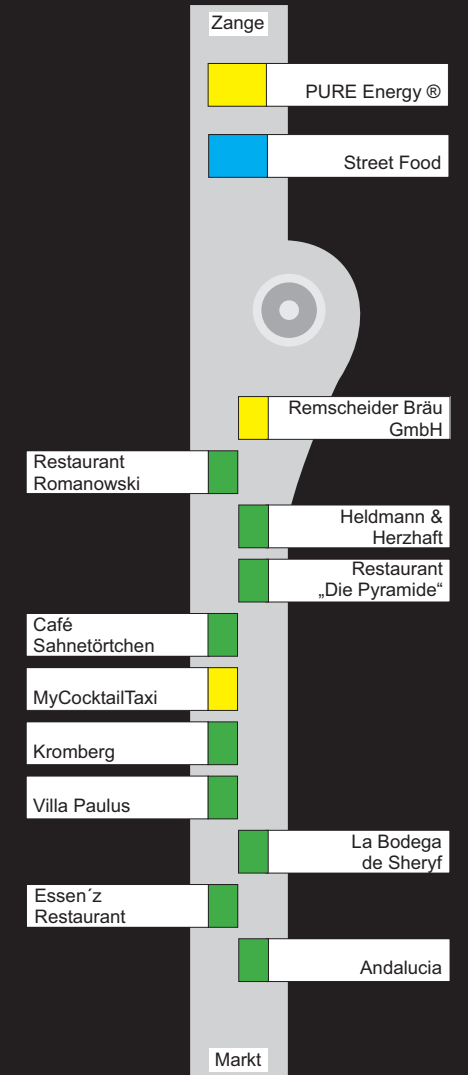 Zange
PURE Energy ®
Street Food
Remscheider Bräu
GmbH
Restaurant
Romanowski
Heldmann &
Herzhaft
Restaurant
„Die Pyramide“
Café
Sahnetörtchen
MyCocktailTaxi
Kromberg
Villa Paulus
La Bodega
de Sheryf
Essen´z
Restaurant
Andalucia
Markt